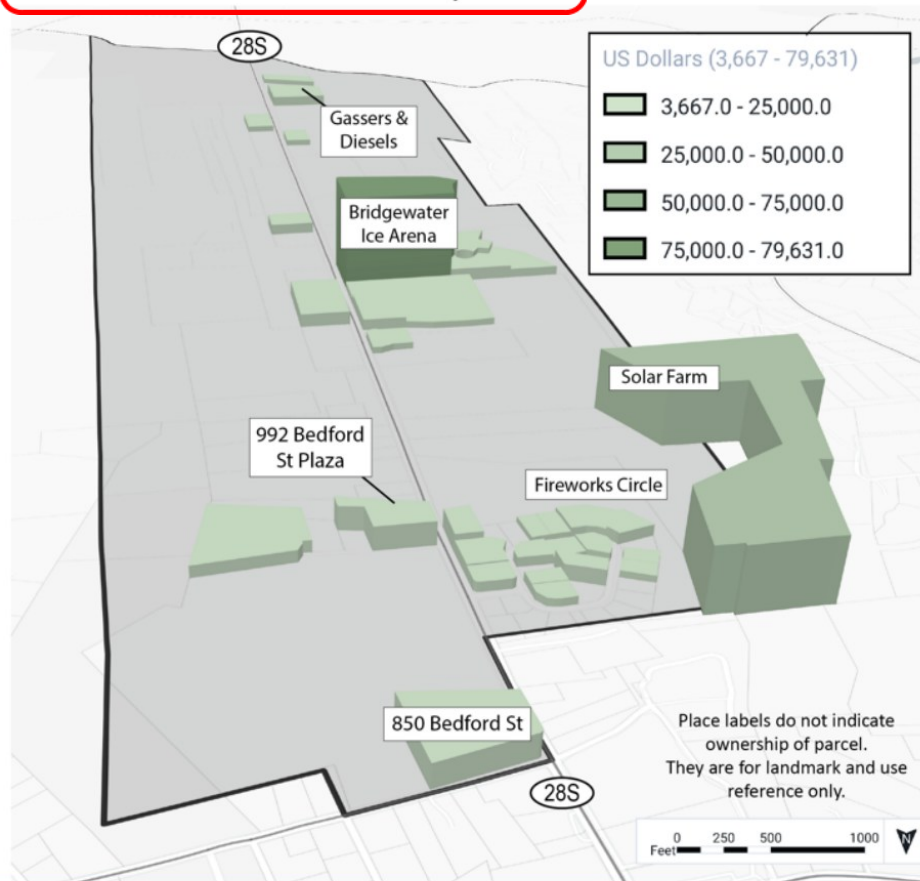 28S
US Dollars (3,667 - 79,631)
3,667.0 - 25,000.0
25,000.0 - 50,000.0
50,000.0 - 75,000.0
75,000.0 - 79,631.0
Gassers &
Diesels
Bridgewater
Ice Arena
Solar Farm
992 Bedford
St Plaza
Fireworks Circle
850 Bedford St
28S
Place labels do not indicate
ownership of parcel.
They are for landmark and use
reference only.
0 250 500 1000
Feet
N